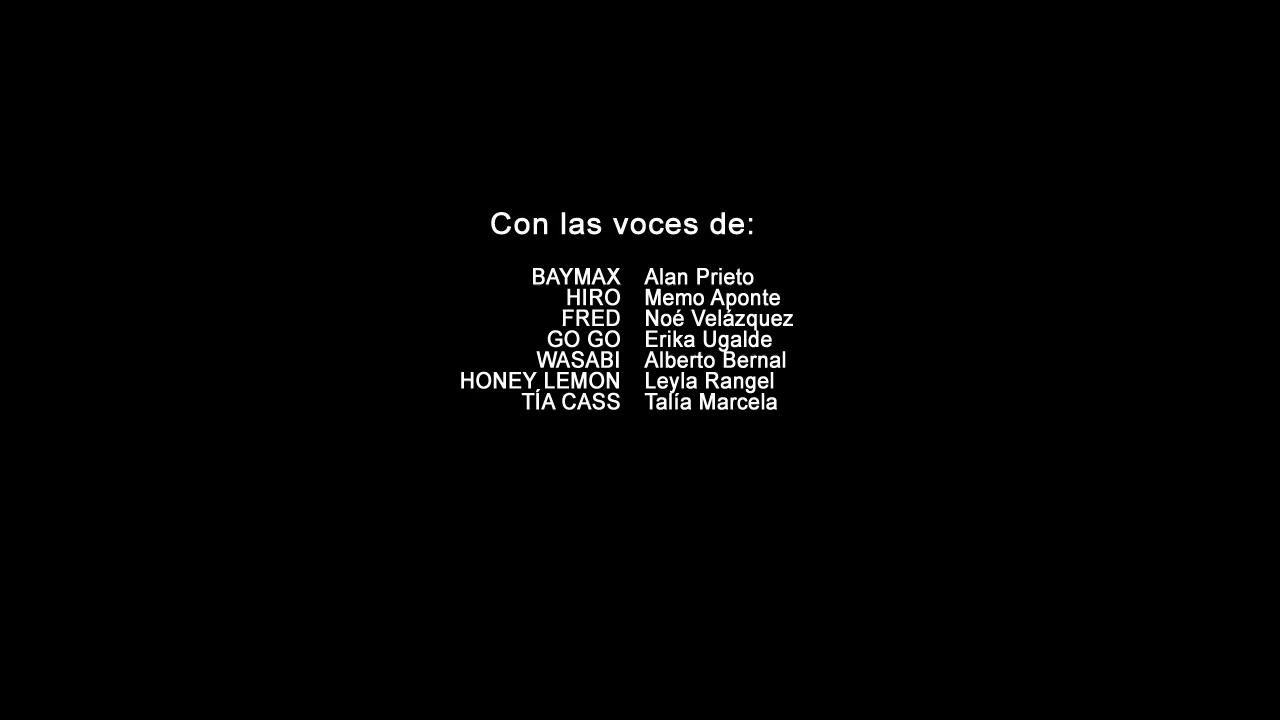 Con las voces de:
BAYMAX Alan Prieto
HIRO Memo Aponte
FRED Noé Velázquez
GO GO Erika Ugalde
WASABI Alberto Bernal
HONEY LEMON Leyla Rangel
TÍA CASS Talía Marcela